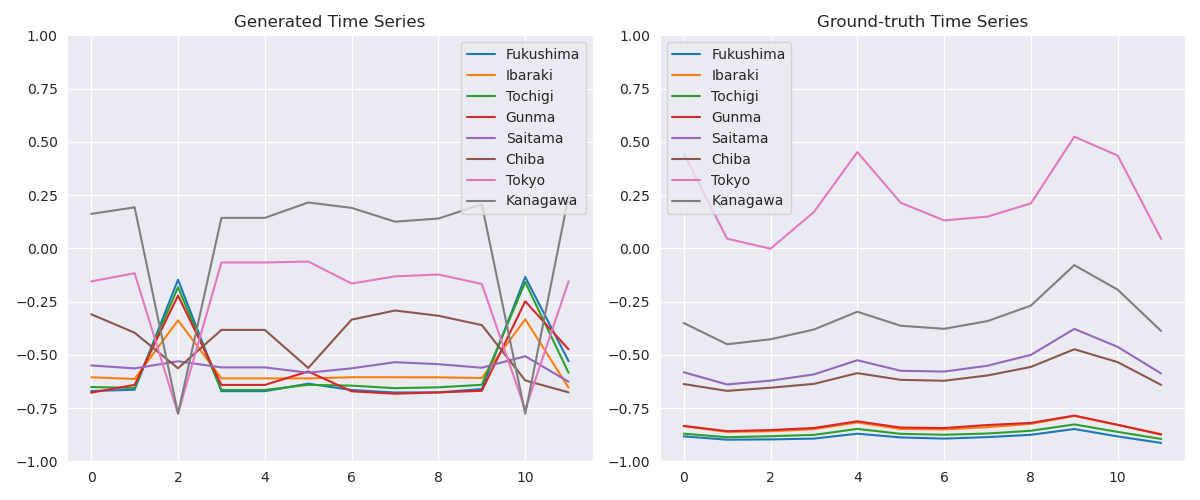 Generated Time Series
1.00
0.75
0.50
0.25
0.00
−0.25
−0.50
−0.75
−1.00
0 2 4 6 8 10
Fukushima
Ibaraki
Tochigi
Gunma
Saitama
Chiba
Tokyo
Kanagawa
Ground-truth Time Series
1.00
0.75
0.50
0.25
0.00
−0.25
−0.50
−0.75
−1.00
0 2 4 6 8 10
Fukushima
Ibaraki
Tochigi
Gunma
Saitama
Chiba
Tokyo
Kanagawa